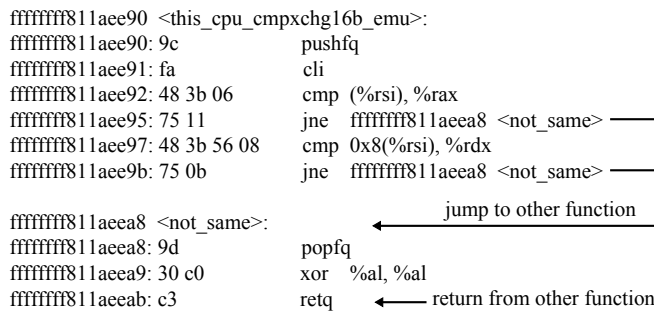 ffffffff811aee90 <this_cpu_cmpxchg16b_emu>:
ffffffff811aee90: 9c pushfq
ffffffff811aee91: fa cli
ffffffff811aee92: 48 3b 06 cmp (%rsi), %rax
ffffffff811aee95: 75 11 jne ffffffff811aeea8 <not_same>
ffffffff811aee97: 48 3b 56 08 cmp 0x8(%rsi), %rdx
ffffffff811aee9b: 75 0b jne ffffffff811aeea8 <not_same>
jump to other function
ffffffff811aeea8 <not_same>:
ffffffff811aeea8: 9d popfq
ffffffff811aeea9: 30 c0 xor %al, %al
ffffffff811aeeab: c3 retq return from other function